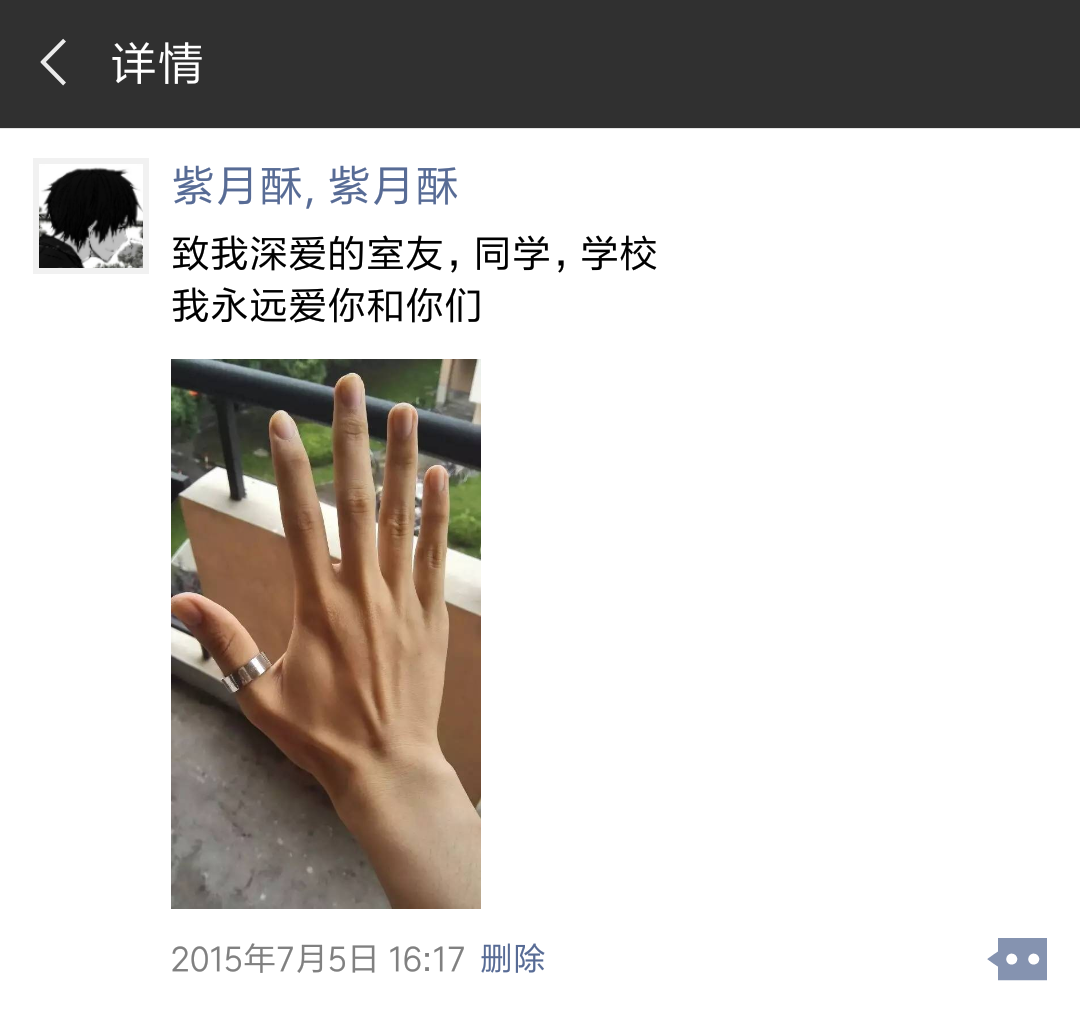 详情
紫月酥, 紫月酥
致我深爱的室友，同学，学校
我永远爱你和你们
2015年7月5日 16:17 删除